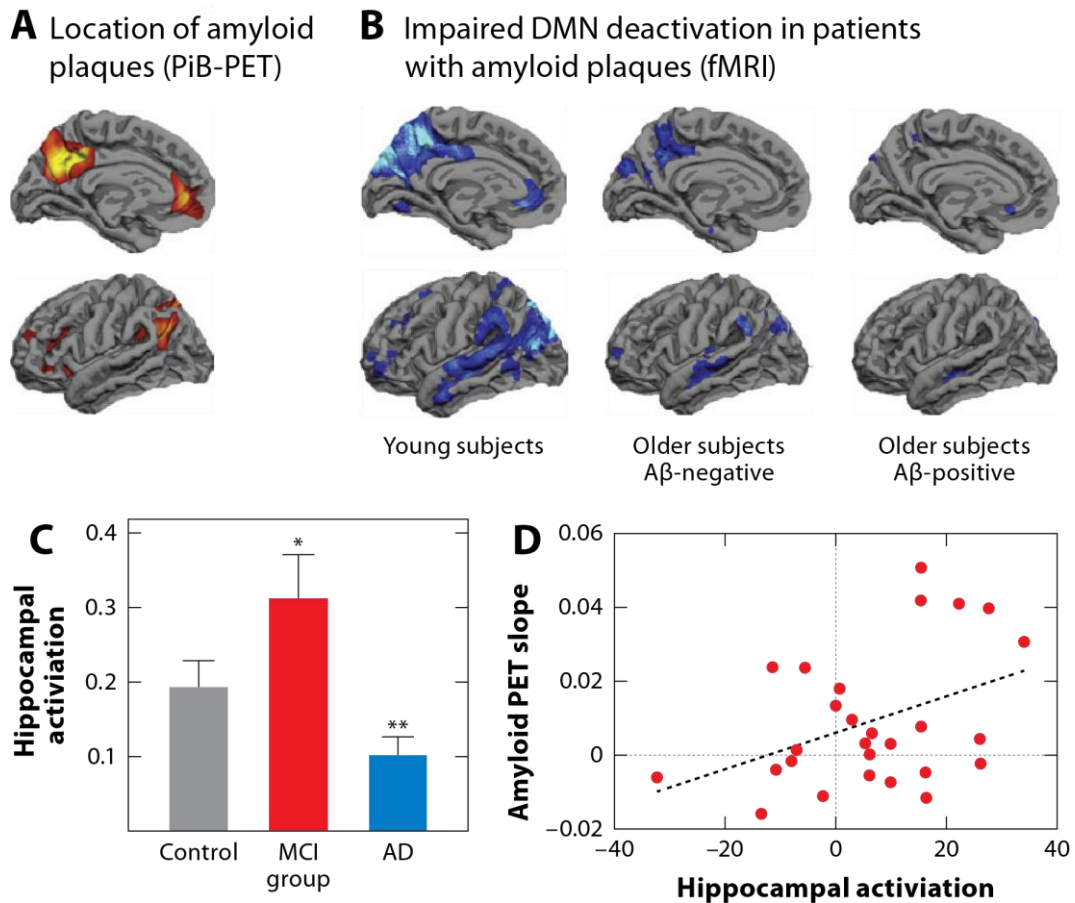 A Location of amyloid
plaques (PiB-PET)
B Impaired DMN deactivation in patients
with amyloid plaques (fMRI)
Young subjects
Older subjects
Aβ-negative
Older subjects
Aβ-positive
C
Hippocampal
activiation
0.4
0.3
0.2
0.1
*
**
Control
MCI
group
AD
D
Amyloid PET slope
0.06
0.04
0.02
0
−0.02
−40
−20
0
20
40
Hippocampal activiation